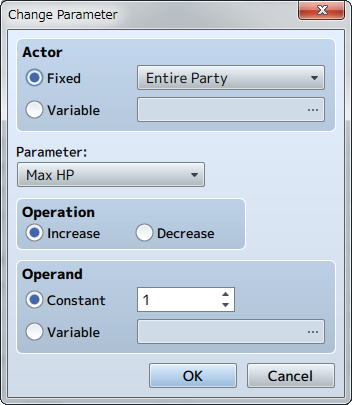 Change Parameter
Actor
Fixed Entire Party
Variable ...
Parameter:
Max HP
Operation
Increase Decrease
Operand
Constant 1
Variable ...
OK Cancel